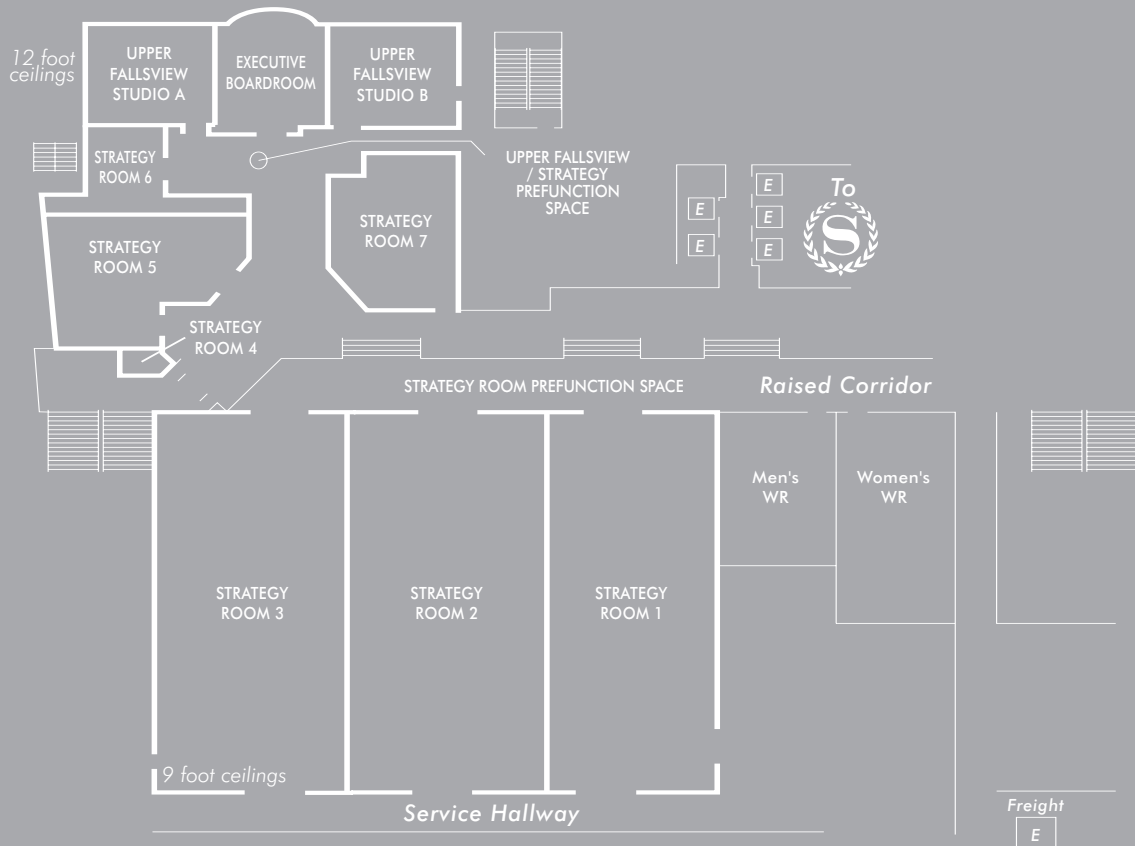 12 foot
ceilings
UPPER
FALLSVIEW
STUDIO A
EXECUTIVE
BOARDROOM
UPPER
FALLSVIEW
STUDIO B
STRATEGY
ROOM 6
UPPER FALLSVIEW
/ STRATEGY
PREFUNCTION
SPACE
STRATEGY
ROOM 7
STRATEGY
ROOM 5
E
E
E
E
E
To
S
STRATEGY
ROOM 4
STRATEGY ROOM PREFUNCTION SPACE
Raised Corridor
Men's
WR
Women's
WR
STRATEGY
ROOM 3
STRATEGY
ROOM 2
STRATEGY
ROOM 1
9 foot ceilings
Service Hallway
Freight
E